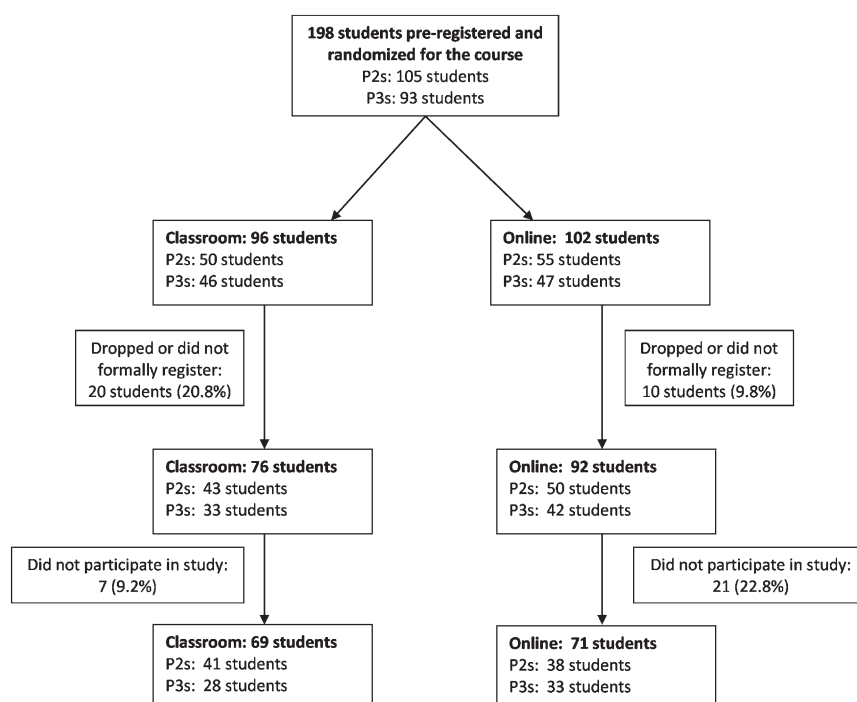 198 students pre-registered and
randomized for the course
P2s: 105 students
P3s: 93 students
Classroom: 96 students
P2s: 50 students
P3s: 46 students
Online: 102 students
P2s: 55 students
P3s: 47 students
Dropped or did not
formally register:
20 students (20.8%)
Dropped or did not
formally register:
10 students (9.8%)
Classroom: 76 students
P2s: 43 students
P3s: 33 students
Online: 92 students
P2s: 50 students
P3s: 42 students
Did not participate in study:
7 (9.2%)
Did not participate in study:
21 (22.8%)
Classroom: 69 students
P2s: 41 students
P3s: 28 students
Online: 71 students
P2s: 38 students
P3s: 33 students